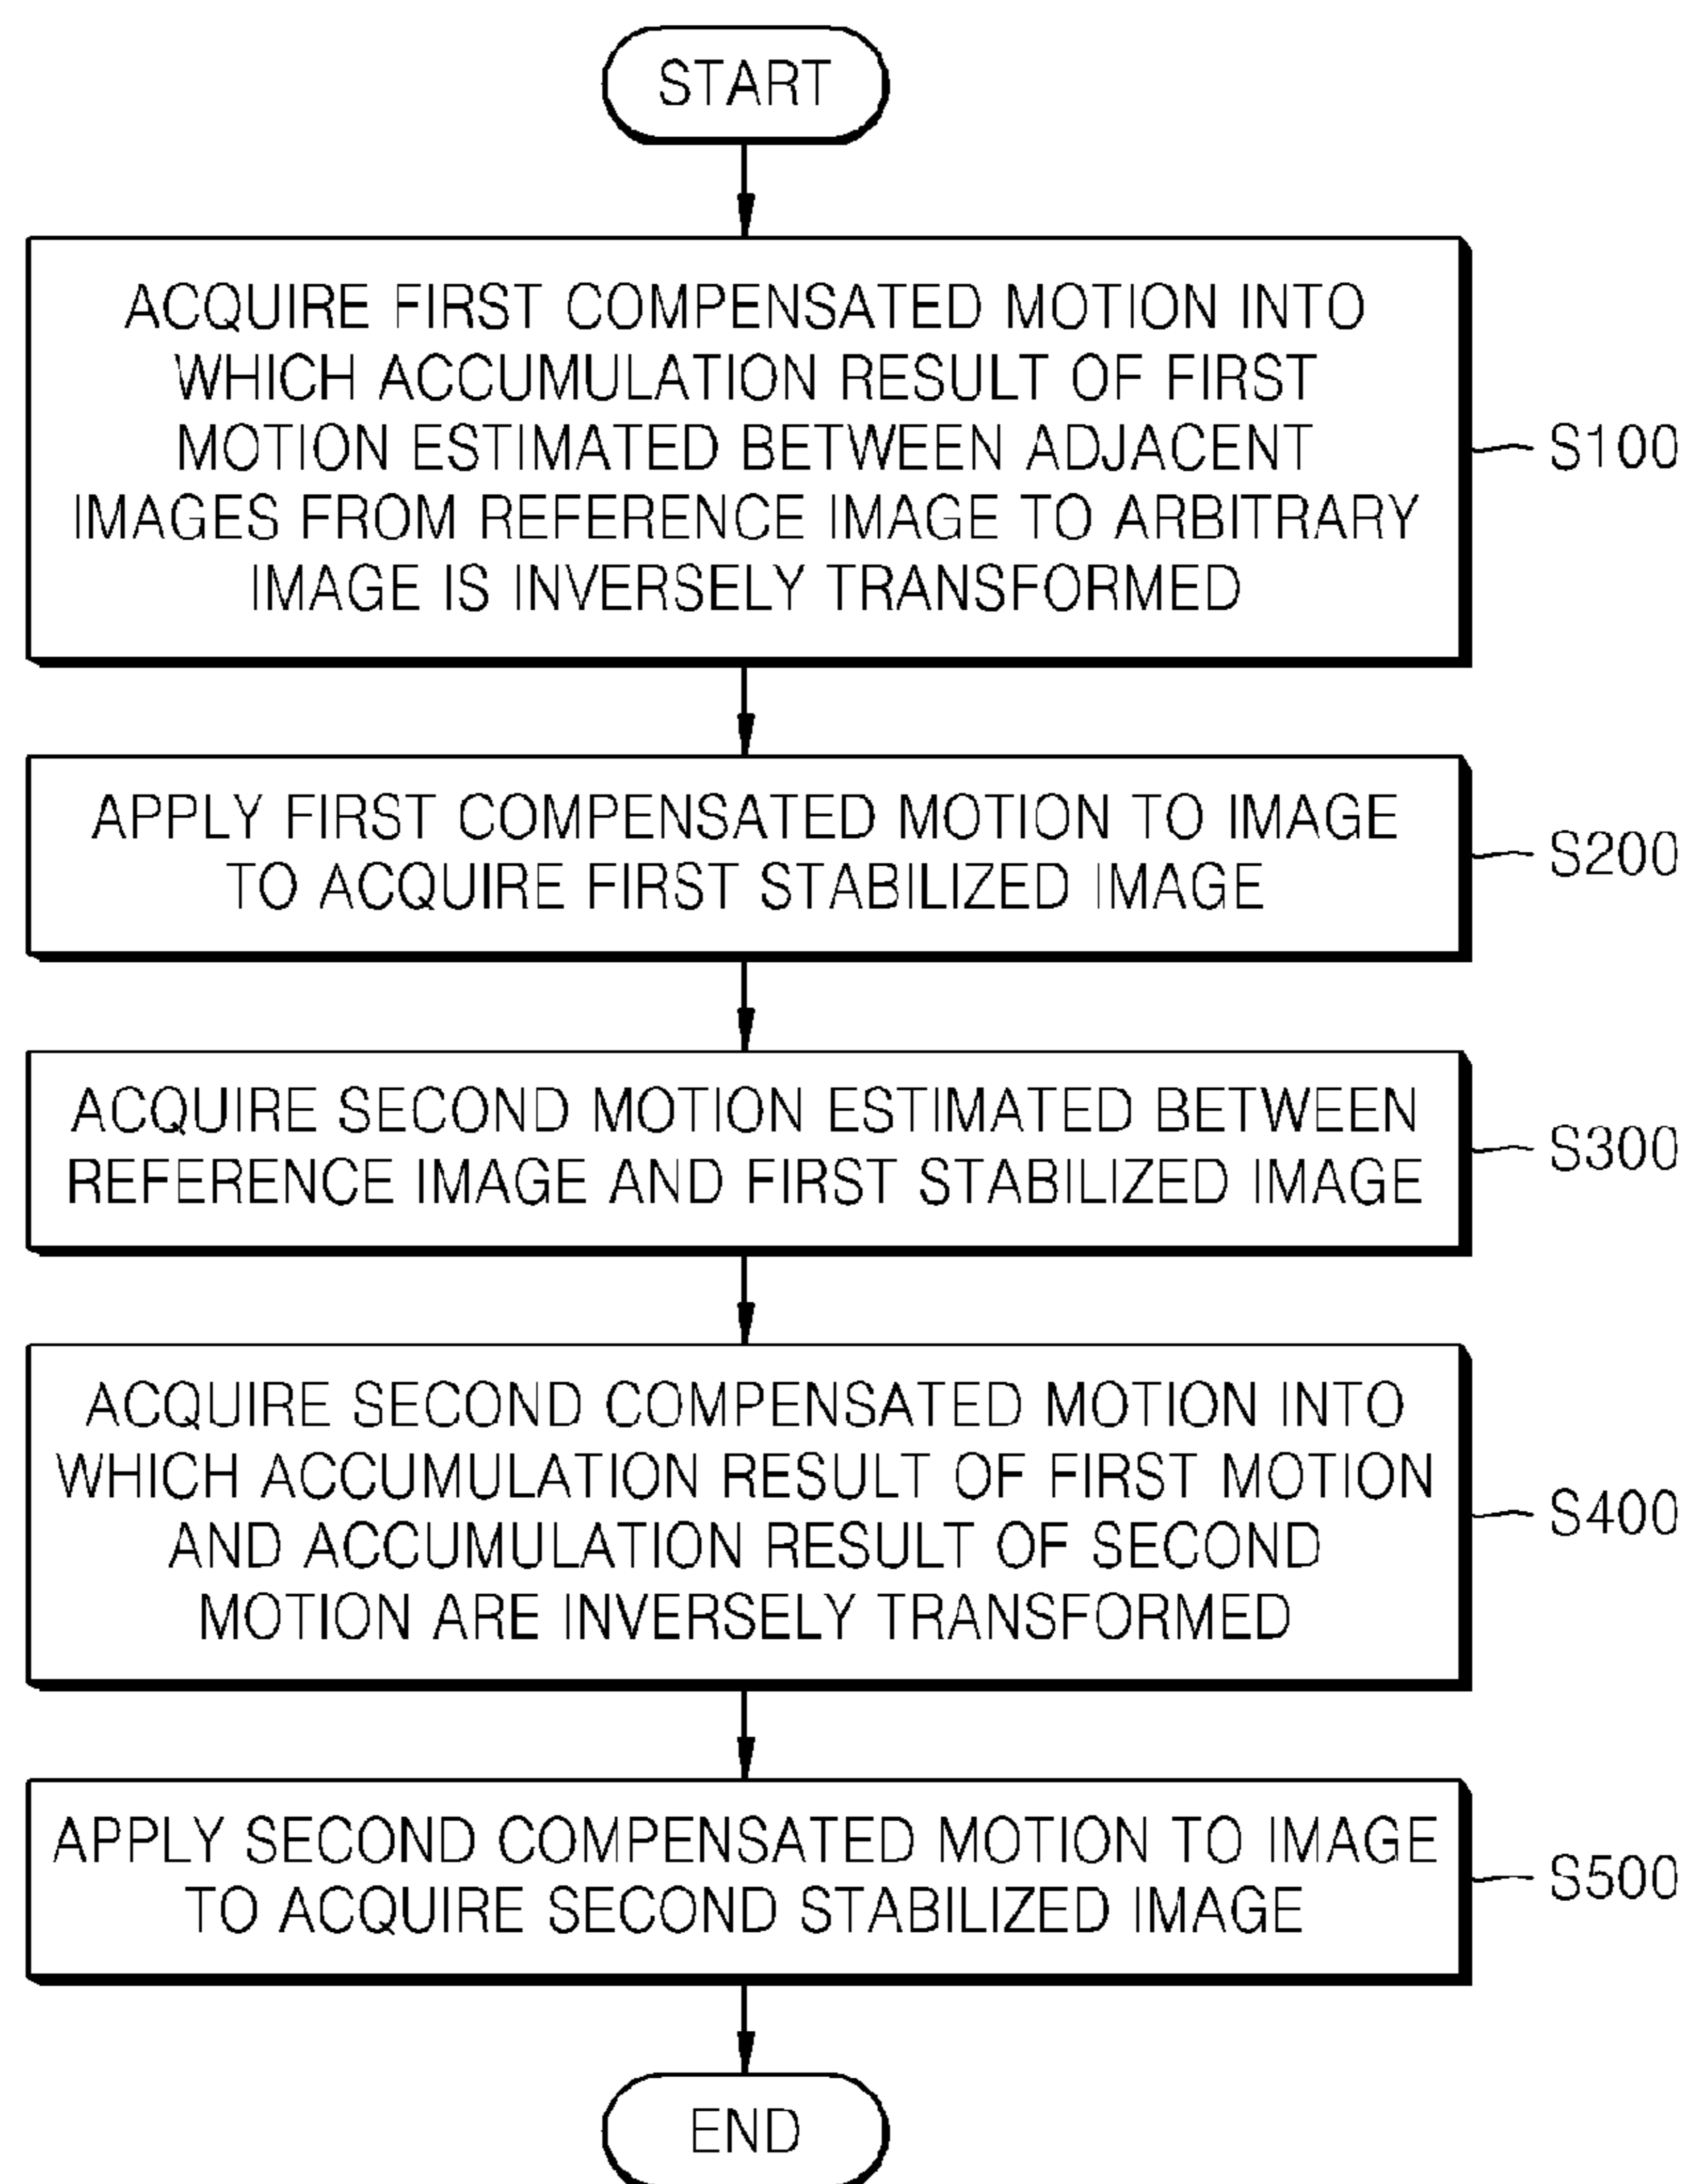 START
ACQUIRE FIRST COMPENSATED MOTION INTO
WHICH ACCUMULATION RESULT OF FIRST
MOTION ESTIMATED BETWEEN ADJACENT
IMAGES FROM REFERENCE IMAGE TO ARBITRARY
IMAGE IS INVERSELY TRANSFORMED
S100
APPLY FIRST COMPENSATED MOTION TO IMAGE
TO ACQUIRE FIRST STABILIZED IMAGE
S200
ACQUIRE SECOND MOTION ESTIMATED BETWEEN
REFERENCE IMAGE AND FIRST STABILIZED IMAGE
S300
ACQUIRE SECOND COMPENSATED MOTION INTO
WHICH ACCUMULATION RESULT OF FIRST MOTION
AND ACCUMULATION RESULT OF SECOND
MOTION ARE INVERSELY TRANSFORMED
S400
APPLY SECOND COMPENSATED MOTION TO IMAGE
TO ACQUIRE SECOND STABILIZED IMAGE
S500
END